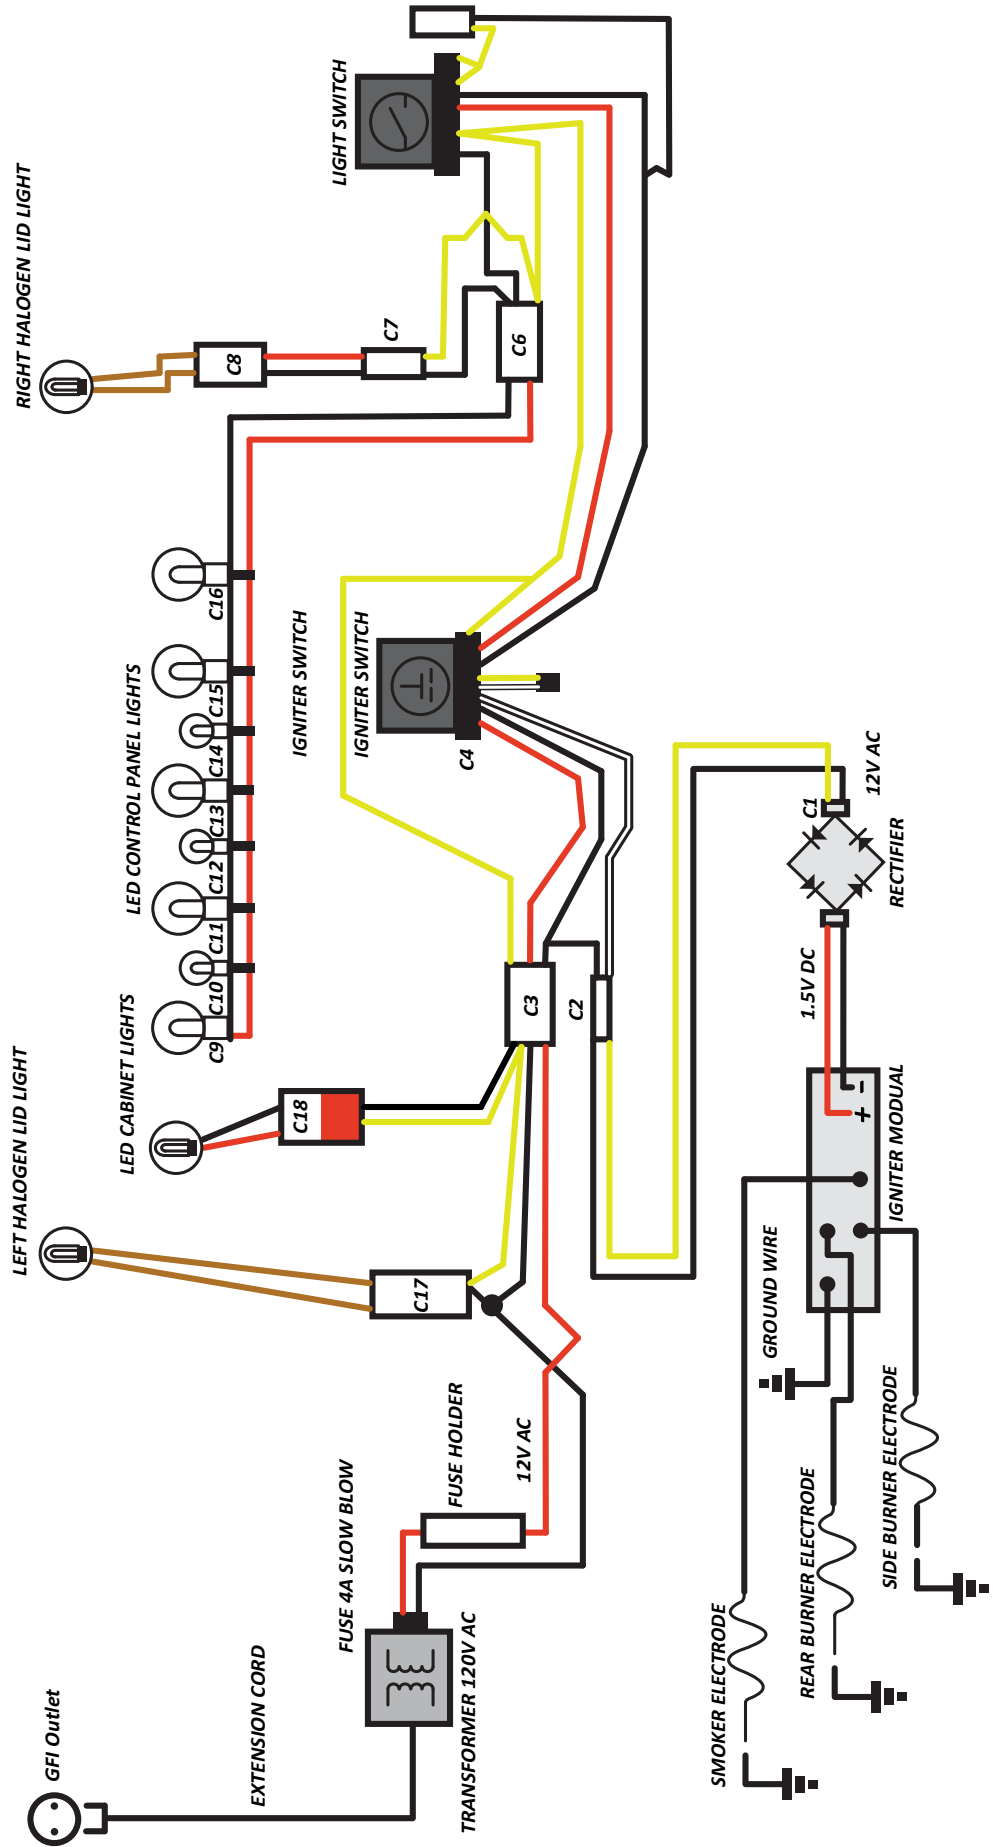 GFI Outlet
EXTENSION CORD
TRANSFORMER 120V AC
FUSE 4A SLOW BLOW
FUSE HOLDER
12V AC
LEFT HALOGEN LID LIGHT
C17
LED CABINET LIGHTS
C18
C3
C2
LED CONTROL PANEL LIGHTS
C9
C10
C11
C12
C13
C14
C15
C16
IGNITER SWITCH
IGNITER SWITCH
C4
RIGHT HALOGEN LID LIGHT
C8
C7
C6
LIGHT SWITCH
SMOKER ELECTRODE
REAR BURNER ELECTRODE
SIDE BURNER ELECTRODE
GROUND WIRE
IGNITER MODUAL
+ -
1.5V DC
RECTIFIER
C1
12V AC